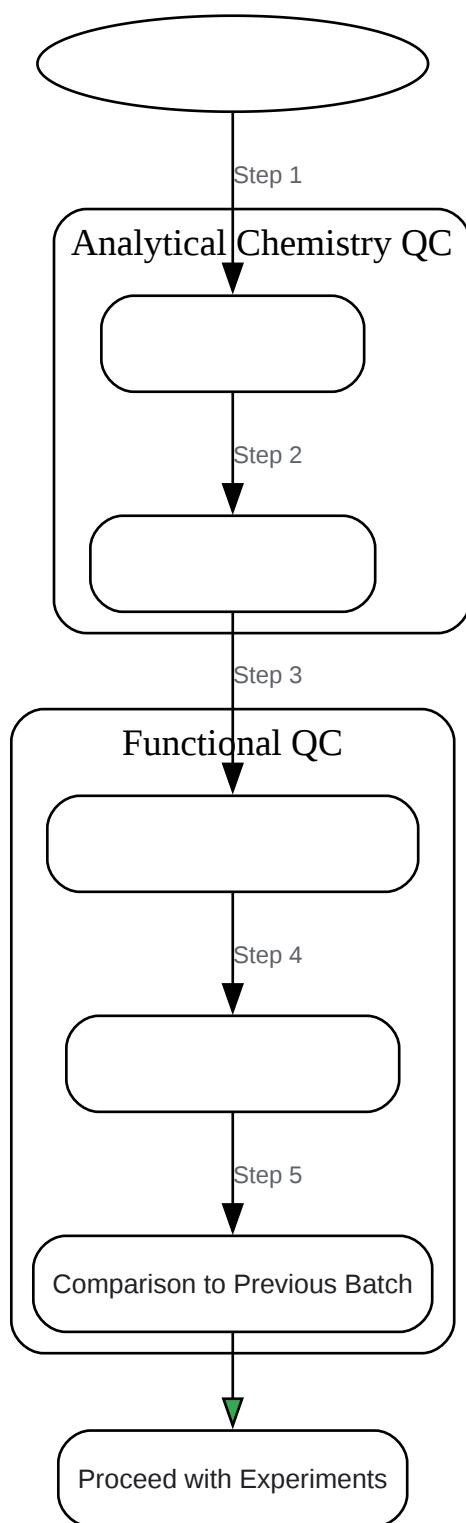 Step 1
Analytical Chemistry QC
Step 2
Step 3
Functional QC
Step 4
Step 5
Comparison to Previous Batch
Proceed with Experiments